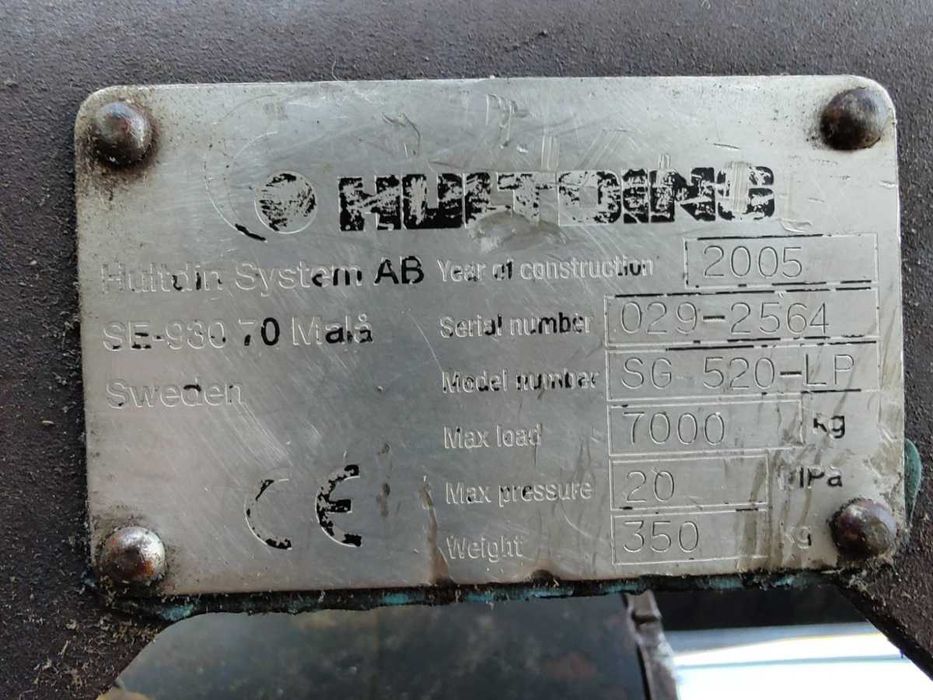 HULTDINS
Hultdin System AB
SE-930 70 Malå
Sweden
CE
Year of construction 2005
Serial number 029-2564
Model number SG 520-LP
Max load 7000 kg
Max pressure 20 MPa
Weight 350 kg